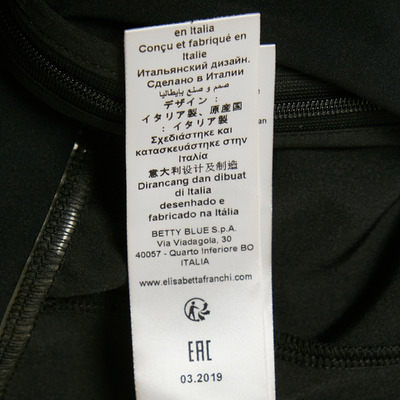 en Italia
Conçu et fabriqué en
Italie
Итальянский дизайн.
Сделано в Италии
صمم و صنع بإيطاليا
デザイン：
イタリア製、原産国
：イタリア製
Σχεδιάστηκε και
κατασκευάστηκε στην
Ιταλία
意大利设计及制造
Dirancang dan dibuat
di Italia
desenhado e
fabricado na Itália
BETTY BLUE S.p.A.
Via Viadagola, 30
40057 - Quarto Inferiore BO
ITALIA
www.elisabettafranchi.com
EAC
03.2019